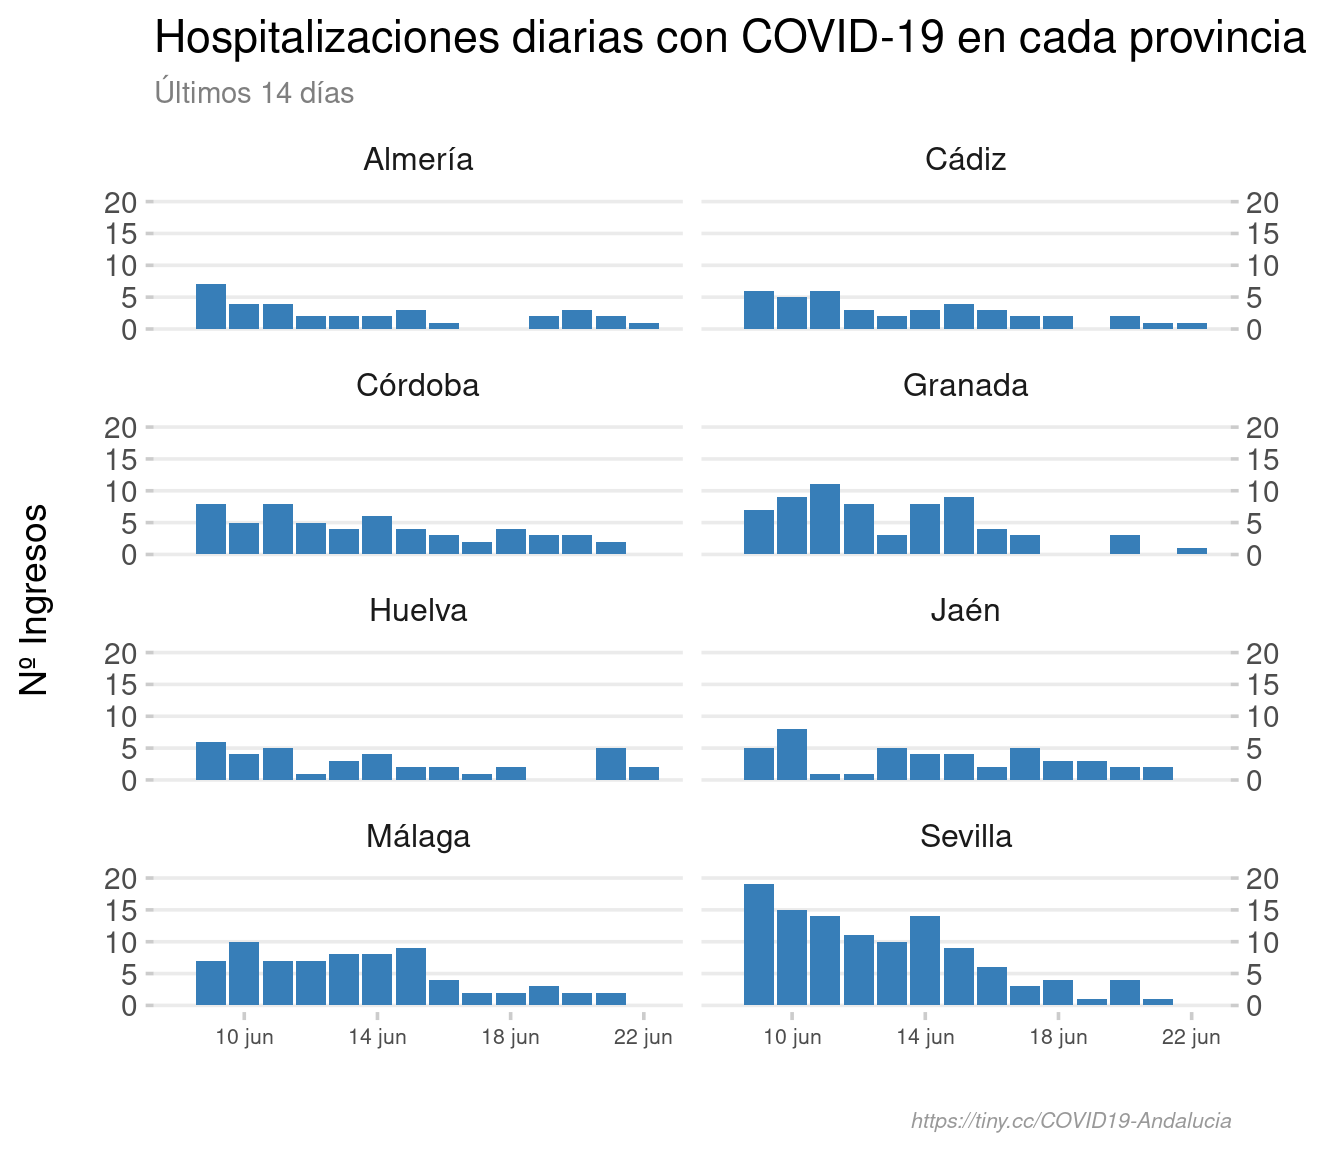 Hospitalizaciones diarias con COVID-19 en cada provincia
Últimos 14 días
Nº Ingresos
Almería
Cádiz
20
15
10
5
0
20
15
10
5
0
Córdoba
Granada
20
15
10
5
0
20
15
10
5
0
Huelva
Jaén
20
15
10
5
0
20
15
10
5
0
Málaga
Sevilla
20
15
10
5
0
20
15
10
5
0
10 jun 14 jun 18 jun 22 jun
10 jun 14 jun 18 jun 22 jun
https://tiny.cc/COVID19-Andalucia